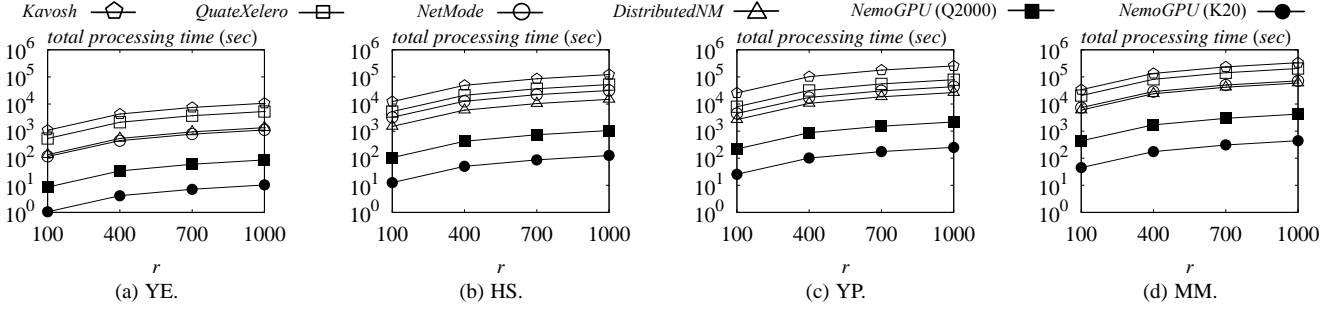 Kavosh QuateXelero NetMode DistributedNM NemoGPU (Q2000) NemoGPU (K20)
total processing time (sec) total processing time (sec) total processing time (sec) total processing time (sec)
10^6 10^6 10^6 10^6
10^5 10^5 10^5 10^5
10^4 10^4 10^4 10^4
10^3 10^3 10^3 10^3
10^2 10^2 10^2 10^2
10^1 10^1 10^1 10^1
10^0 10^0 10^0 10^0
100 400 700 1000 100 400 700 1000 100 400 700 1000 100 400 700 1000
r r r r
(a) YE. (b) HS. (c) YP. (d) MM.